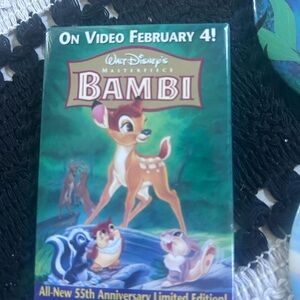 ON VIDEO FEBRUARY 4!
WALT DISNEY'S
MASTERPIECE
BAMBI
All-New 55th Anniversary Limited Edition!